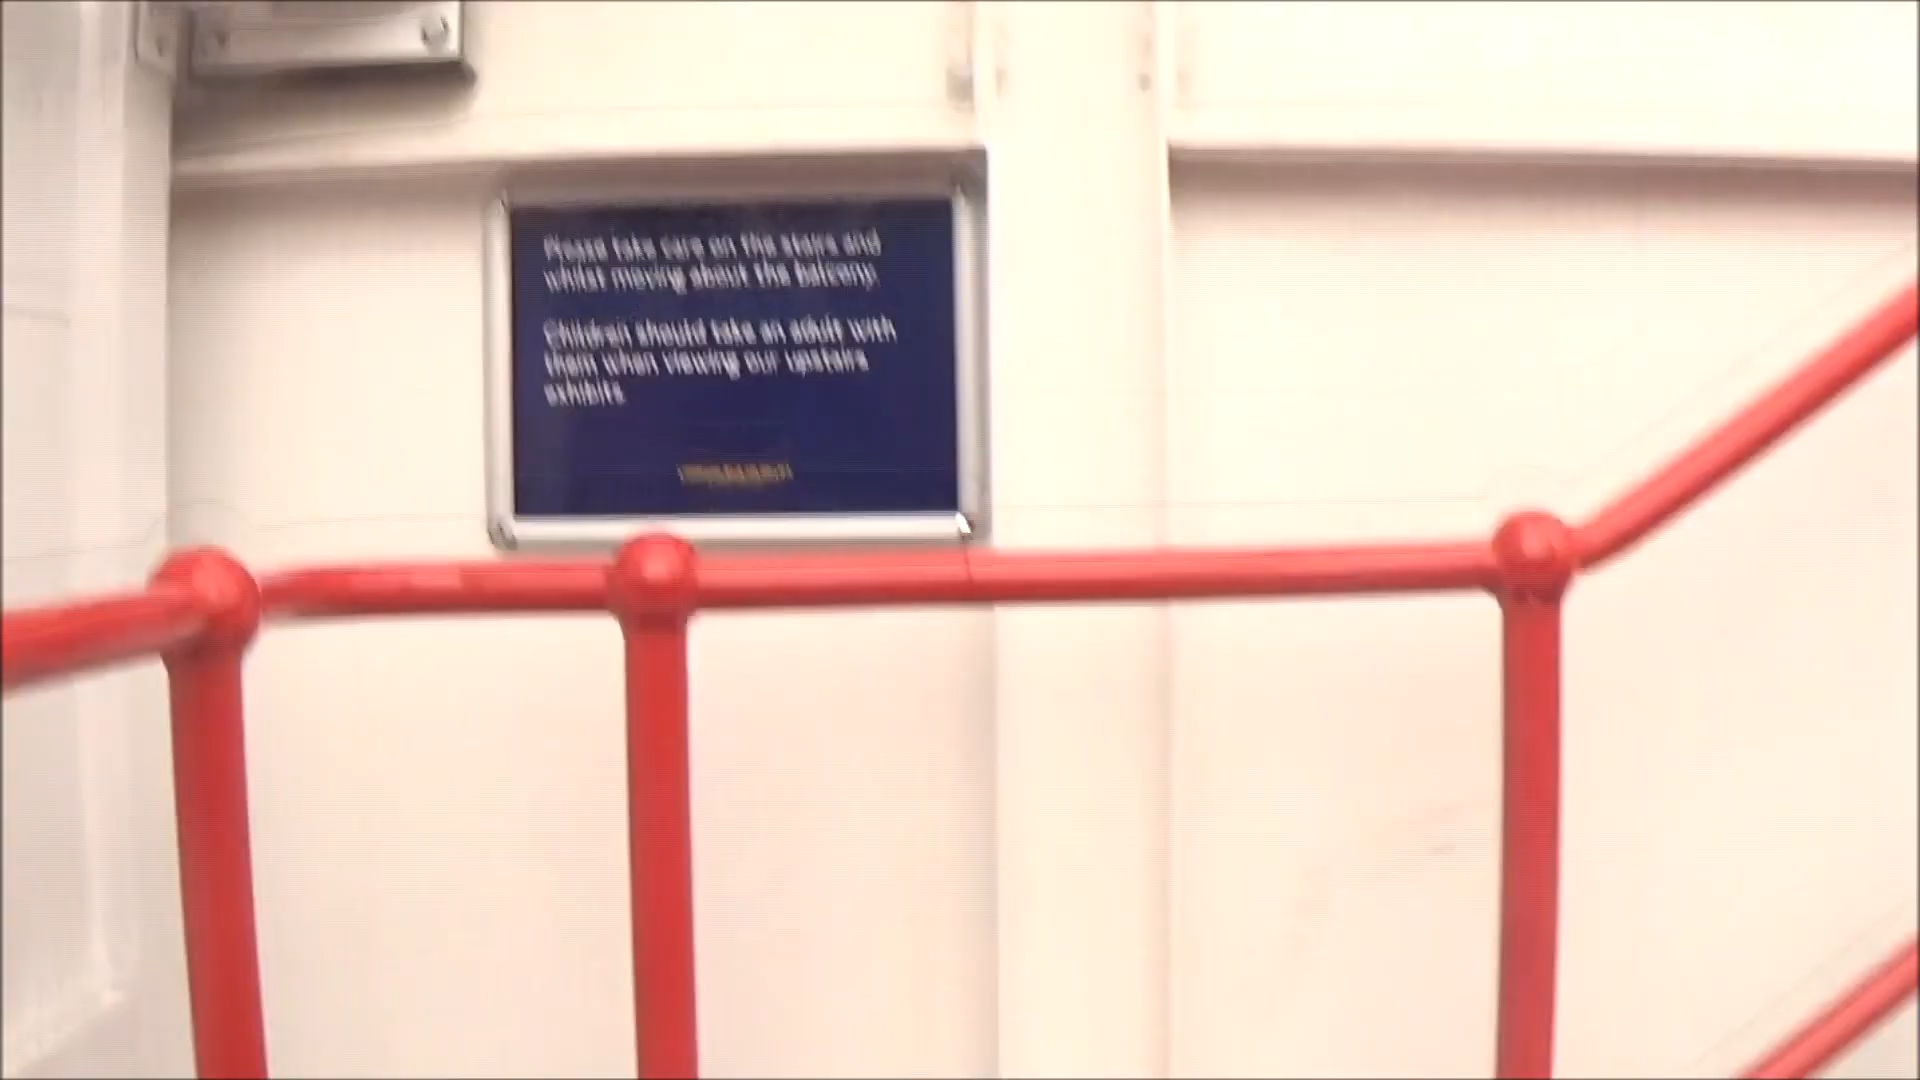 Please take care on the stairs and
whilst moving about the balcony.
Children should take an adult with
them when viewing our upstairs
exhibits